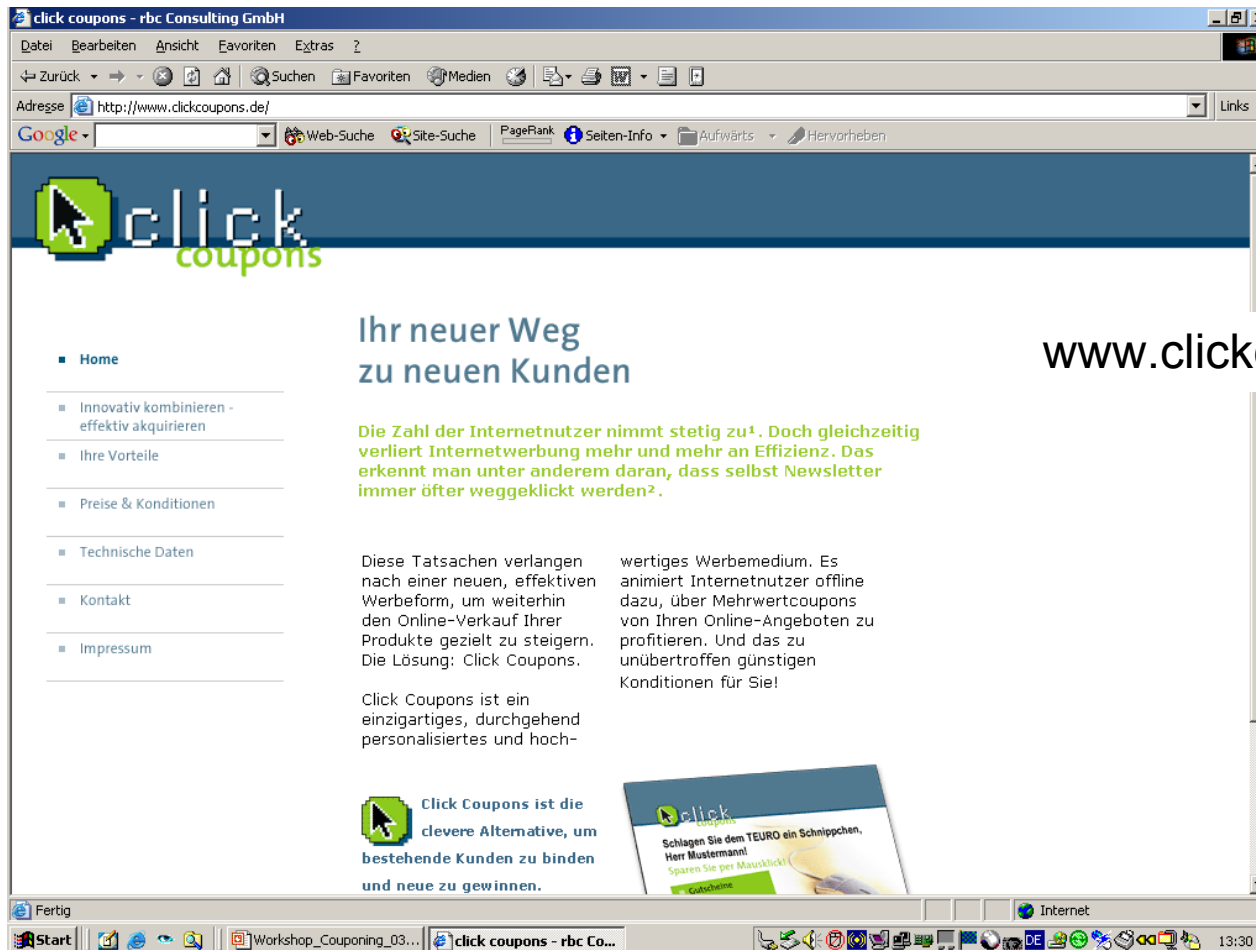 click coupons - rbc Consulting GmbH
Datei Bearbeiten Ansicht Favoriten Extras ?
Zurück Suchen Favoriten Medien
Adresse http://www.clickcoupons.de/ Links
Google Web-Suche Site-Suche PageRank Seiten-Info Aufwärts Hervorheben
click
coupons
Home
Innovativ kombinieren -
effektiv akquirieren
Ihre Vorteile
Preise & Konditionen
Technische Daten
Kontakt
Impressum
Ihr neuer Weg
zu neuen Kunden
www.click
Die Zahl der Internetnutzer nimmt stetig zu¹. Doch gleichzeitig
verliert Internetwerbung mehr und mehr an Effizienz. Das
erkennt man unter anderem daran, dass selbst Newsletter
immer öfter weggeklickt werden².
Diese Tatsachen verlangen
nach einer neuen, effektiven
Werbeform, um weiterhin
den Online-Verkauf Ihrer
Produkte gezielt zu steigern.
Die Lösung: Click Coupons.
Click Coupons ist ein
einzigartiges, durchgehend
personalisiertes und hoch-
wertiges Werbemedium. Es
animiert Internetnutzer offline
dazu, über Mehrwertcoupons
von Ihren Online-Angeboten zu
profitieren. Und das zu
unübertroffen günstigen
Konditionen für Sie!
Click Coupons ist die
clevere Alternative, um
bestehende Kunden zu binden
und neue zu gewinnen.
click
coupons
Schlagen Sie dem TEURO ein Schnippchen,
Herr Mustermann!
Sparen Sie per Mausklick!
Gutscheine
Fertig Internet
Start Workshop_Couponing_03... click coupons - rbc Co... DE 13:30